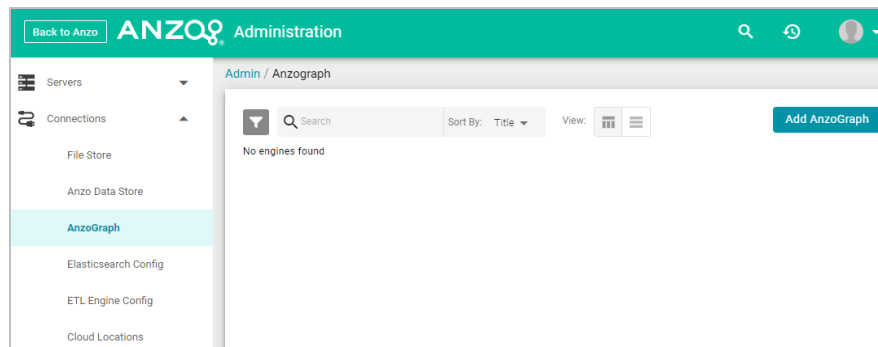 Back to Anzo ANZO® Administration
Servers
Connections
File Store
Anzo Data Store
AnzoGraph
Elasticsearch Config
ETL Engine Config
Cloud Locations
Admin / Anzograph
Search Sort By: Title View: Add AnzoGraph
No engines found